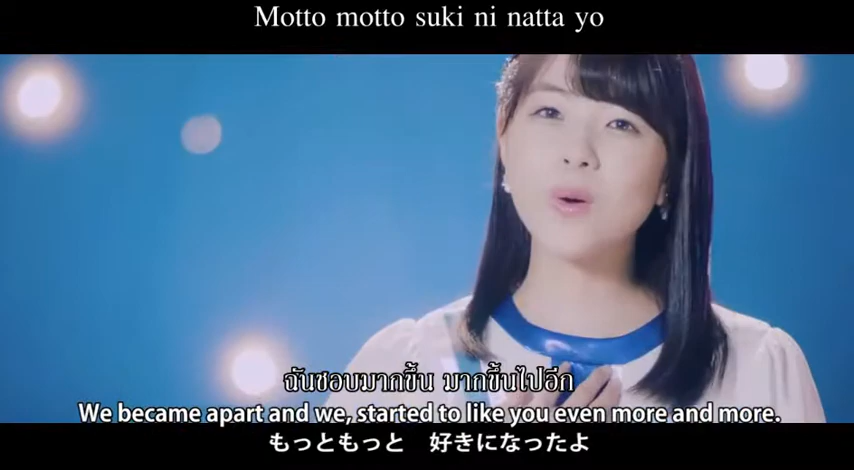 Motto motto suki ni natta yo
ฉันชอบมากขึ้น มากขึ้นไปอีก
We became apart and we, started to like you even more and more.
もっともっと　好きになったよ